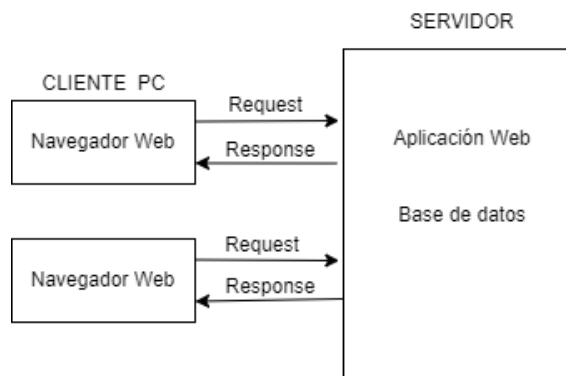 SERVIDOR
CLIENTE PC
Navegador Web
Request
Response
Aplicación Web
Base de datos
Navegador Web
Request
Response